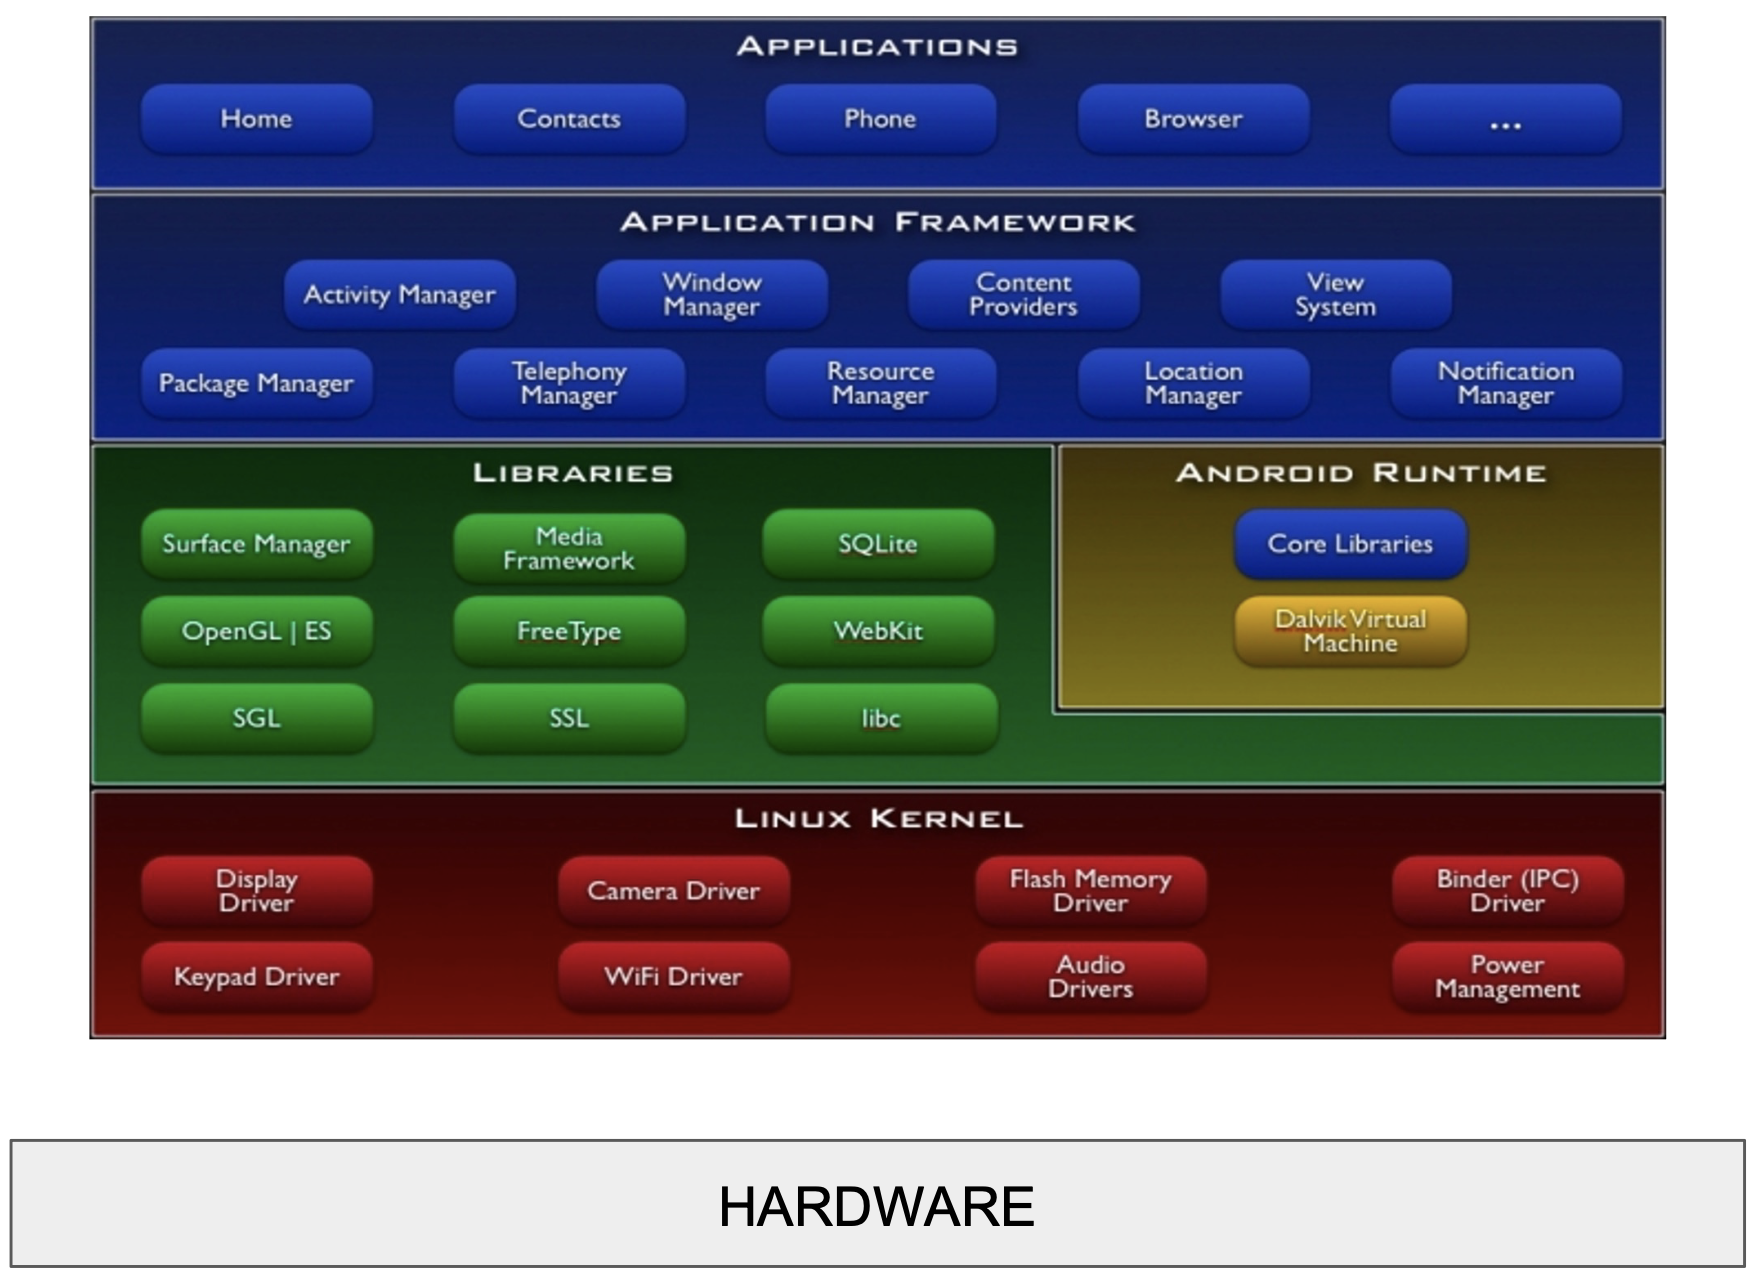 APPLICATIONS
Home
Contacts
Phone
Browser
...
APPLICATION FRAMEWORK
Activity Manager
Window
Manager
Content
Providers
View
System
Package Manager
Telephony
Manager
Resource
Manager
Location
Manager
Notification
Manager
LIBRARIES
Surface Manager
Media
Framework
SQLite
OpenGL | ES
FreeType
WebKit
SGL
SSL
libc
ANDROID RUNTIME
Core Libraries
Dalvik Virtual
Machine
LINUX KERNEL
Display
Driver
Camera Driver
Flash Memory
Driver
Binder (IPC)
Driver
Keypad Driver
WiFi Driver
Audio
Drivers
Power
Management
HARDWARE